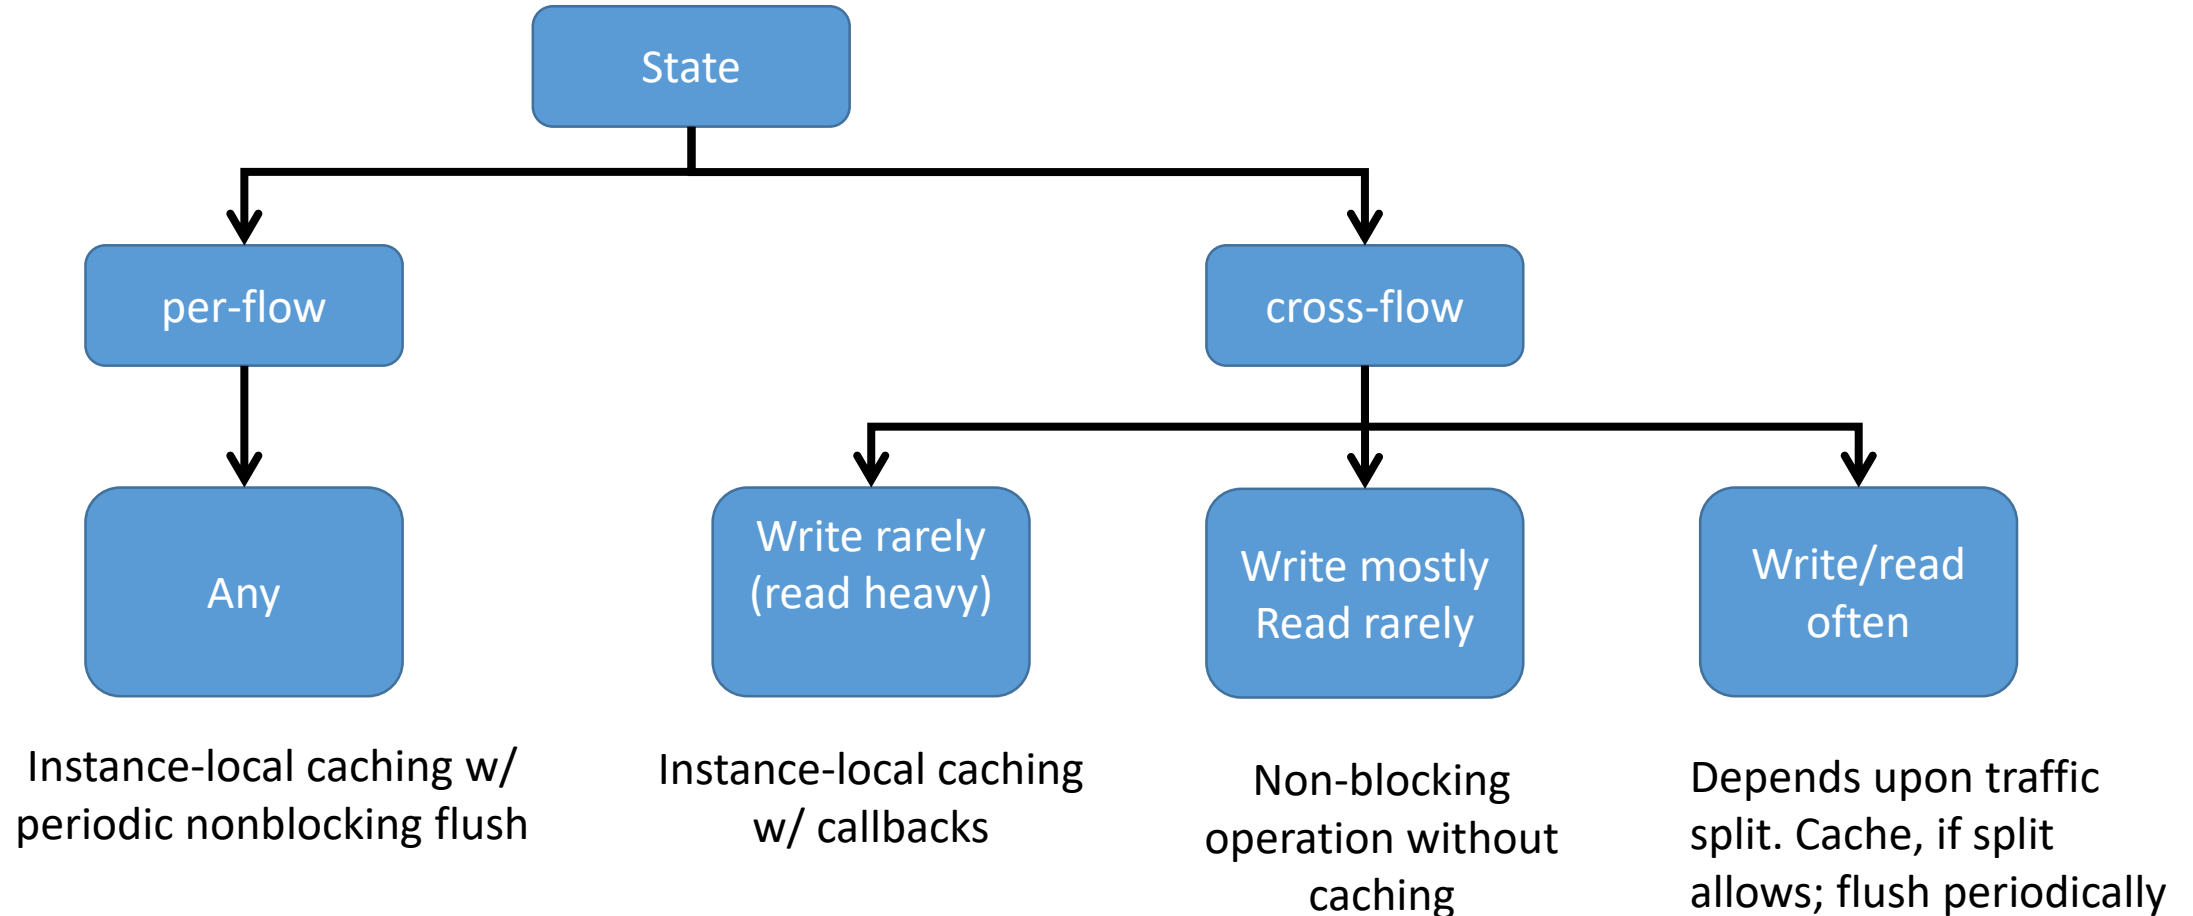 State
per-flow
cross-flow
Any
Write rarely
(read heavy)
Write mostly
Read rarely
Write/read
often
Instance-local caching w/
periodic nonblocking flush
Instance-local caching
w/ callbacks
Non-blocking
operation without
caching
Depends upon traffic
split. Cache, if split
allows; flush periodically